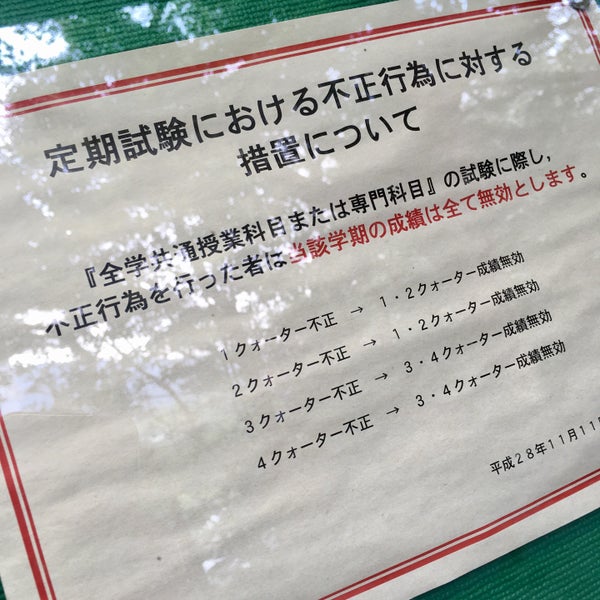 定期試験における不正行為に対する
措置について
『全学共通授業科目または専門科目』の試験に際し，
不正行為を行った者は当該学期の成績は全て無効とします。
１クォーター不正　→　１・２クォーター成績無効
２クォーター不正　→　１・２クォーター成績無効
３クォーター不正　→　３・４クォーター成績無効
４クォーター不正　→　３・４クォーター成績無効
平成２８年１１月１１